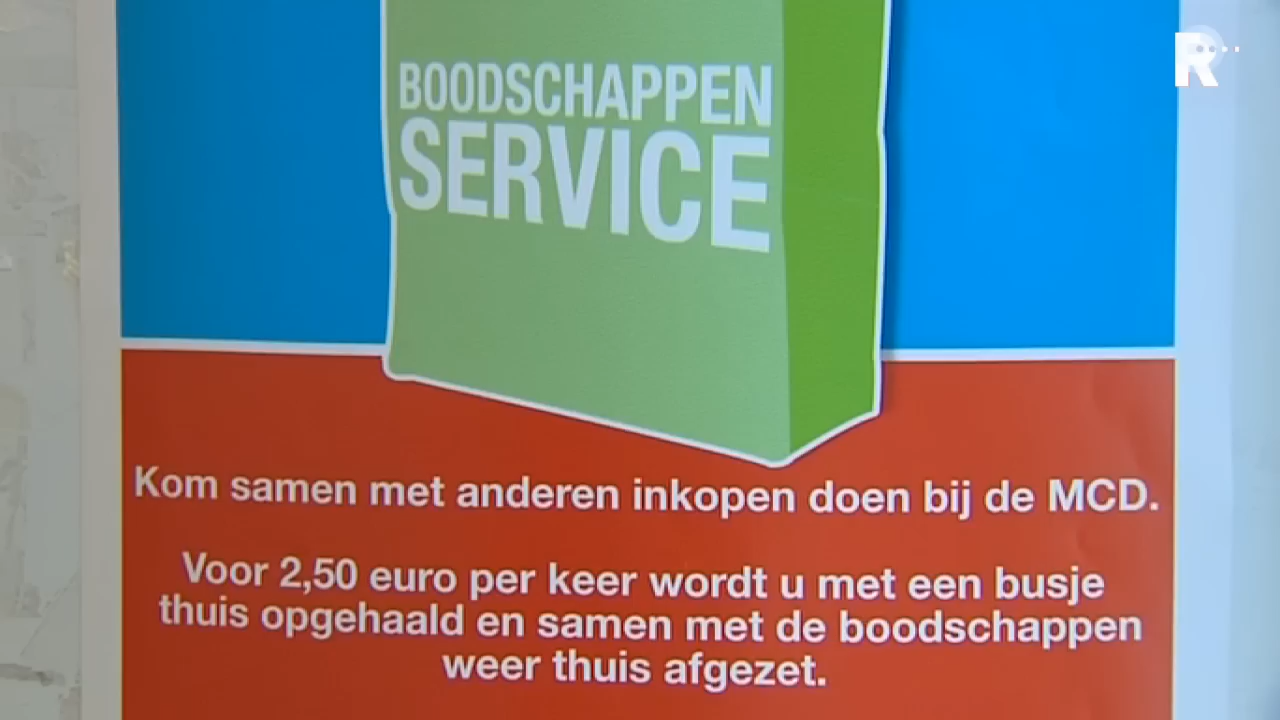 R
BOODSCHAPPEN
SERVICE
Kom samen met anderen inkopen doen bij de MCD.
Voor 2,50 euro per keer wordt u met een busje
thuis opgehaald en samen met de boodschappen
weer thuis afgezet.